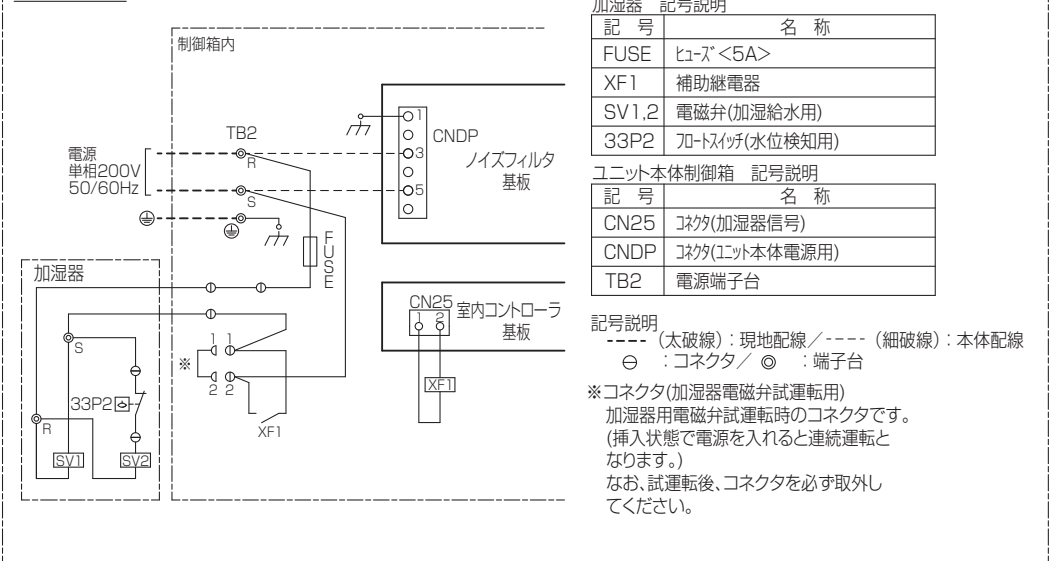 制御箱内
TB2
R
S
電源
単相200V
50/60Hz
1
3
5
CNDP
ノイズフィルタ
基板
FUSE
加湿器
S
33P2
R
SV1
SV2
※
1 1
2 2
XF1
CN25
1 2
室内コントローラ
基板
XF1
加湿器 記号説明
記 号 名 称
FUSE ヒューズ<5A>
XF1 補助継電器
SV1,2 電磁弁(加湿給水用)
33P2 フロートスイッチ(水位検知用)
ユニット本体制御箱 記号説明
記 号 名 称
CN25 コネクタ(加湿器信号)
CNDP コネクタ(ユニット本体電源用)
TB2 電源端子台
記号説明
---- (太破線):現地配線/---- (細破線):本体配線
:コネクタ/ ◎ :端子台
※コネクタ(加湿器電磁弁試運転用)
加湿器用電磁弁試運転時のコネクタです。
(挿入状態で電源を入れると連続運転と
なります。)
なお、試運転後、コネクタを必ず取外し
てください。